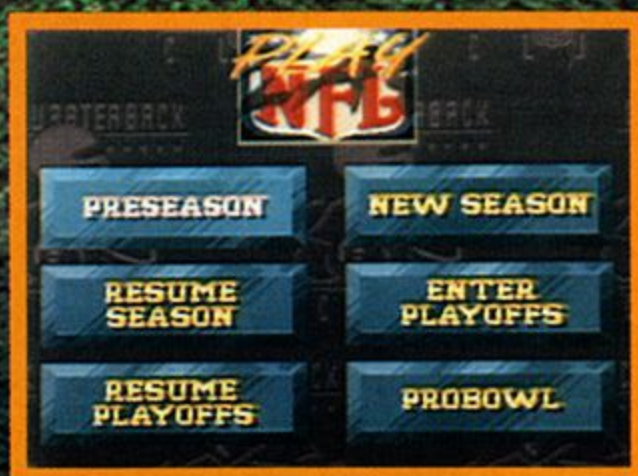 PLAY
NFL
PRESEASON
NEW SEASON
RESUME
SEASON
ENTER
PLAYOFFS
RESUME
PLAYOFFS
PROBOWL